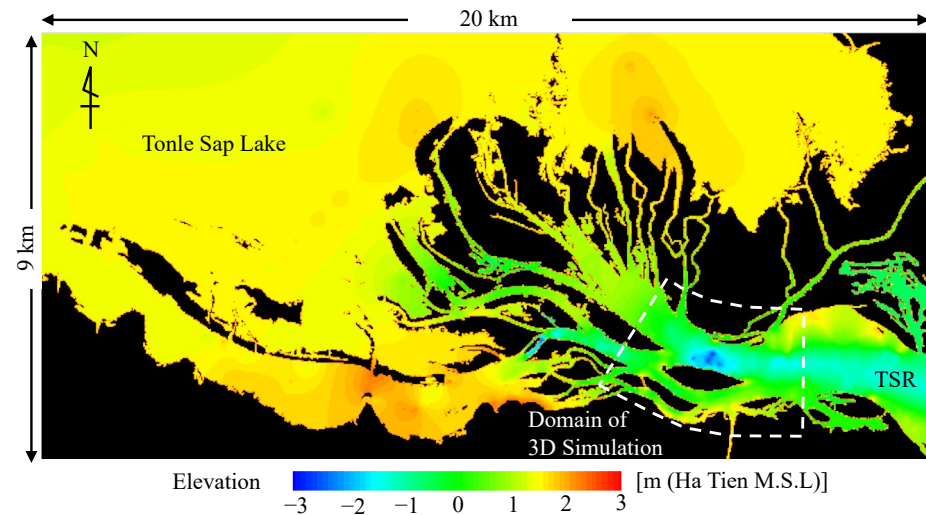 20 km
N
Tonle Sap Lake
9 km
TSR
Domain of
3D Simulation
Elevation
[m (Ha Tien M.S.L)]
−3 −2 −1 0 1 2 3